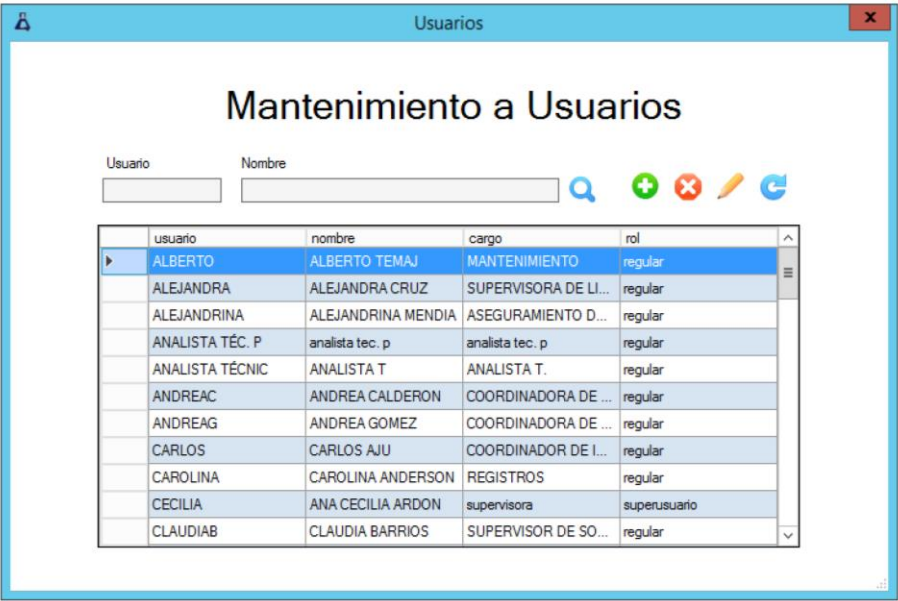 Usuarios
x
Mantenimiento a Usuarios
Usuario Nombre
usuario nombre cargo rol
ALBERTO ALBERTO TEMAJ MANTENIMIENTO regular
ALEJANDRA ALEJANDRA CRUZ SUPERVISORA DE LI... regular
ALEJANDRINA ALEJANDRINA MENDIA ASEGURAMIENTO D... regular
ANALISTA TÉC. P analista tec. p analista tec. p regular
ANALISTA TÉCNIC ANALISTA T ANALISTA T. regular
ANDREAC ANDREA CALDERON COORDINADORA DE ... regular
ANDREAG ANDREA GOMEZ COORDINADORA DE ... regular
CARLOS CARLOS AJU COORDINADOR DE I... regular
CAROLINA CAROLINA ANDERSON REGISTROS regular
CECILIA ANA CECILIA ARDON supervisora superusuario
CLAUDIAB CLAUDIA BARRIOS SUPERVISOR DE SO... regular